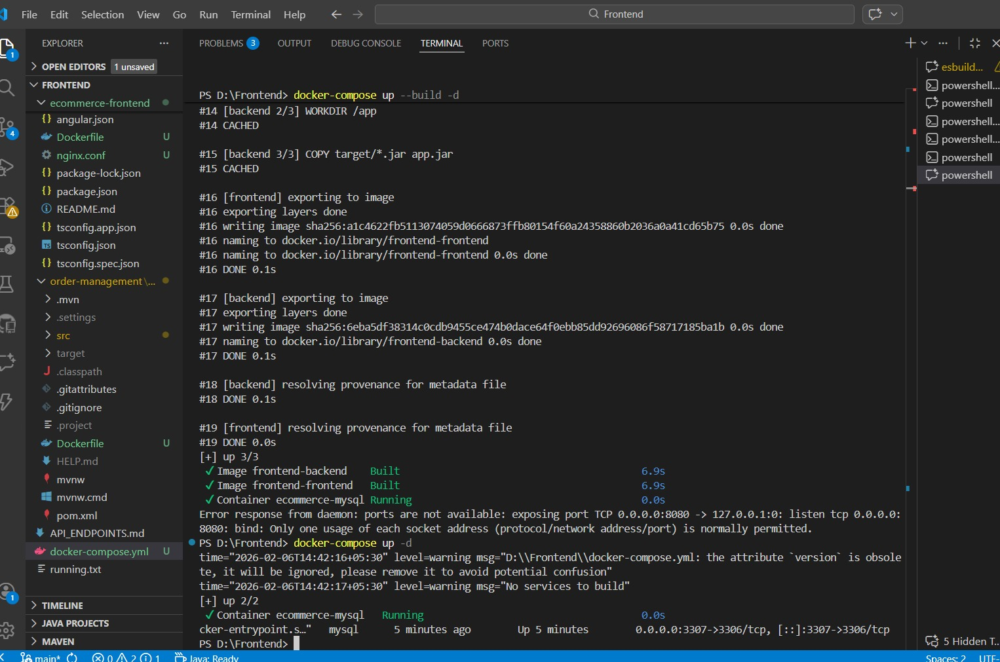 File Edit Selection View Go Run Terminal Help
Frontend
EXPLORER
1
OPEN EDITORS 1 unsaved
FRONTEND
ecommerce-frontend
angular.json
Dockerfile U
4
nginx.conf U
package-lock.json
package.json
README.md
tsconfig.app.json
tsconfig.json
tsconfig.spec.json
order-management\...
.mvn
.settings
src
target
.classpath
.gitattributes
.gitignore
.project
Dockerfile U
HELP.md
mvnw
mvnw.cmd
pom.xml
API_ENDPOINTS.md
docker-compose.yml U
running.txt
1
TIMELINE
JAVA PROJECTS
MAVEN
PROBLEMS 3 OUTPUT DEBUG CONSOLE TERMINAL PORTS
PS D:\Frontend> docker-compose up --build -d
#14 [backend 2/3] WORKDIR /app
#14 CACHED
#15 [backend 3/3] COPY target/*.jar app.jar
#15 CACHED
#16 [frontend] exporting to image
#16 exporting layers done
#16 writing image sha256:a1c4622fb5113074059d0666873ffb80154f60a24358860b2036a0a41cd65b75 0.0s done
#16 naming to docker.io/library/frontend-frontend
#16 naming to docker.io/library/frontend-frontend 0.0s done
#16 DONE 0.1s
#17 [backend] exporting to image
#17 exporting layers done
#17 writing image sha256:6eba5df38314c0cdb9455ce474b0dace64f0ebb85dd92696086f58717185ba1b 0.0s done
#17 naming to docker.io/library/frontend-backend 0.0s done
#17 DONE 0.1s
#18 [backend] resolving provenance for metadata file
#18 DONE 0.1s
#19 [frontend] resolving provenance for metadata file
#19 DONE 0.0s
[+] up 3/3
✓ Image frontend-backend Built 6.9s
✓ Image frontend-frontend Built 6.9s
✓ Container ecommerce-mysql Running 0.0s
Error response from daemon: ports are not available: exposing port TCP 0.0.0.0:8080 -> 127.0.0.1:0: listen tcp 0.0.0.0:
8080: bind: Only one usage of each socket address (protocol/network address/port) is normally permitted.
PS D:\Frontend> docker-compose up -d
time="2026-02-06T14:42:16+05:30" level=warning msg="D:\\Frontend\\docker-compose.yml: the attribute `version` is obsole
te, it will be ignored, please remove it to avoid potential confusion"
time="2026-02-06T14:42:17+05:30" level=warning msg="No services to build"
[+] up 2/2
✓ Container ecommerce-mysql Running 0.0s
cker-entrypoint.s…" mysql 5 minutes ago Up 5 minutes 0.0.0.0:3307->3306/tcp, [::]:3307->3306/tcp
PS D:\Frontend>
esbuild...
powershell...
powershell
powershell...
powershell...
powershell
powershell
5 Hidden T...
main* 0 2 1 Java: Ready
Spaces: 2 UTF-